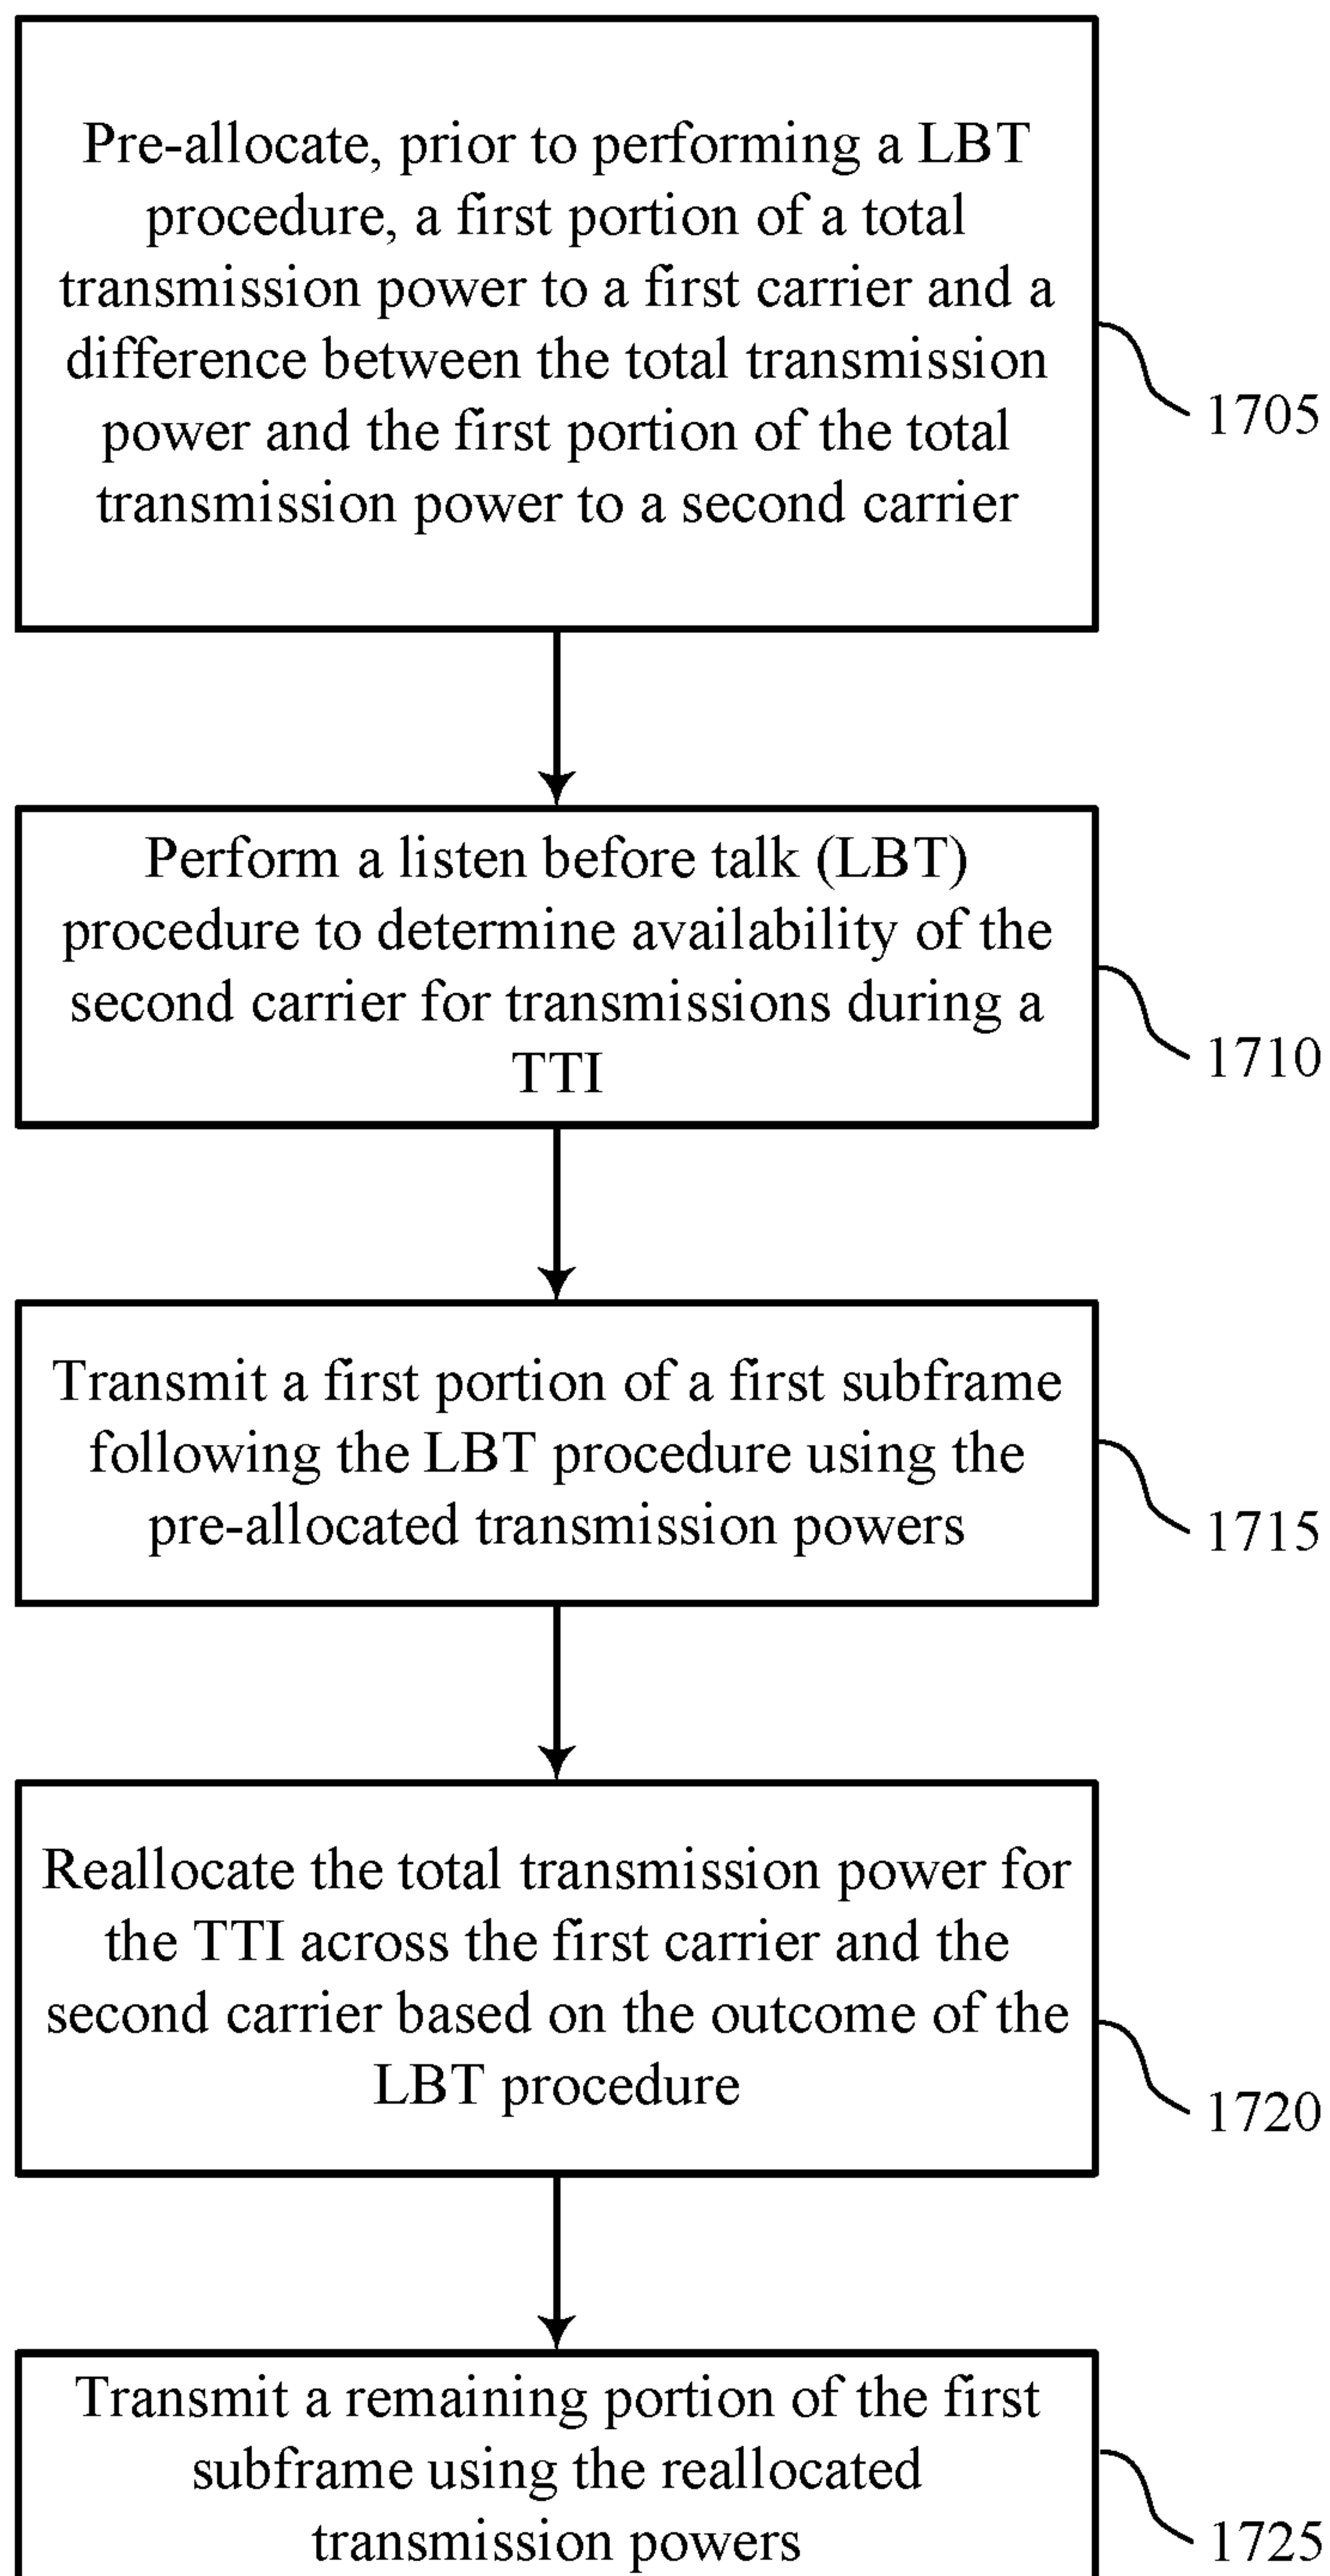 Pre-allocate, prior to performing a LBT
procedure, a first portion of a total
transmission power to a first carrier and a
difference between the total transmission
power and the first portion of the total
transmission power to a second carrier
1705
Perform a listen before talk (LBT)
procedure to determine availability of the
second carrier for transmissions during a
TTI
1710
Transmit a first portion of a first subframe
following the LBT procedure using the
pre-allocated transmission powers
1715
Reallocate the total transmission power for
the TTI across the first carrier and the
second carrier based on the outcome of the
LBT procedure
1720
Transmit a remaining portion of the first
subframe using the reallocated
transmission powers
1725